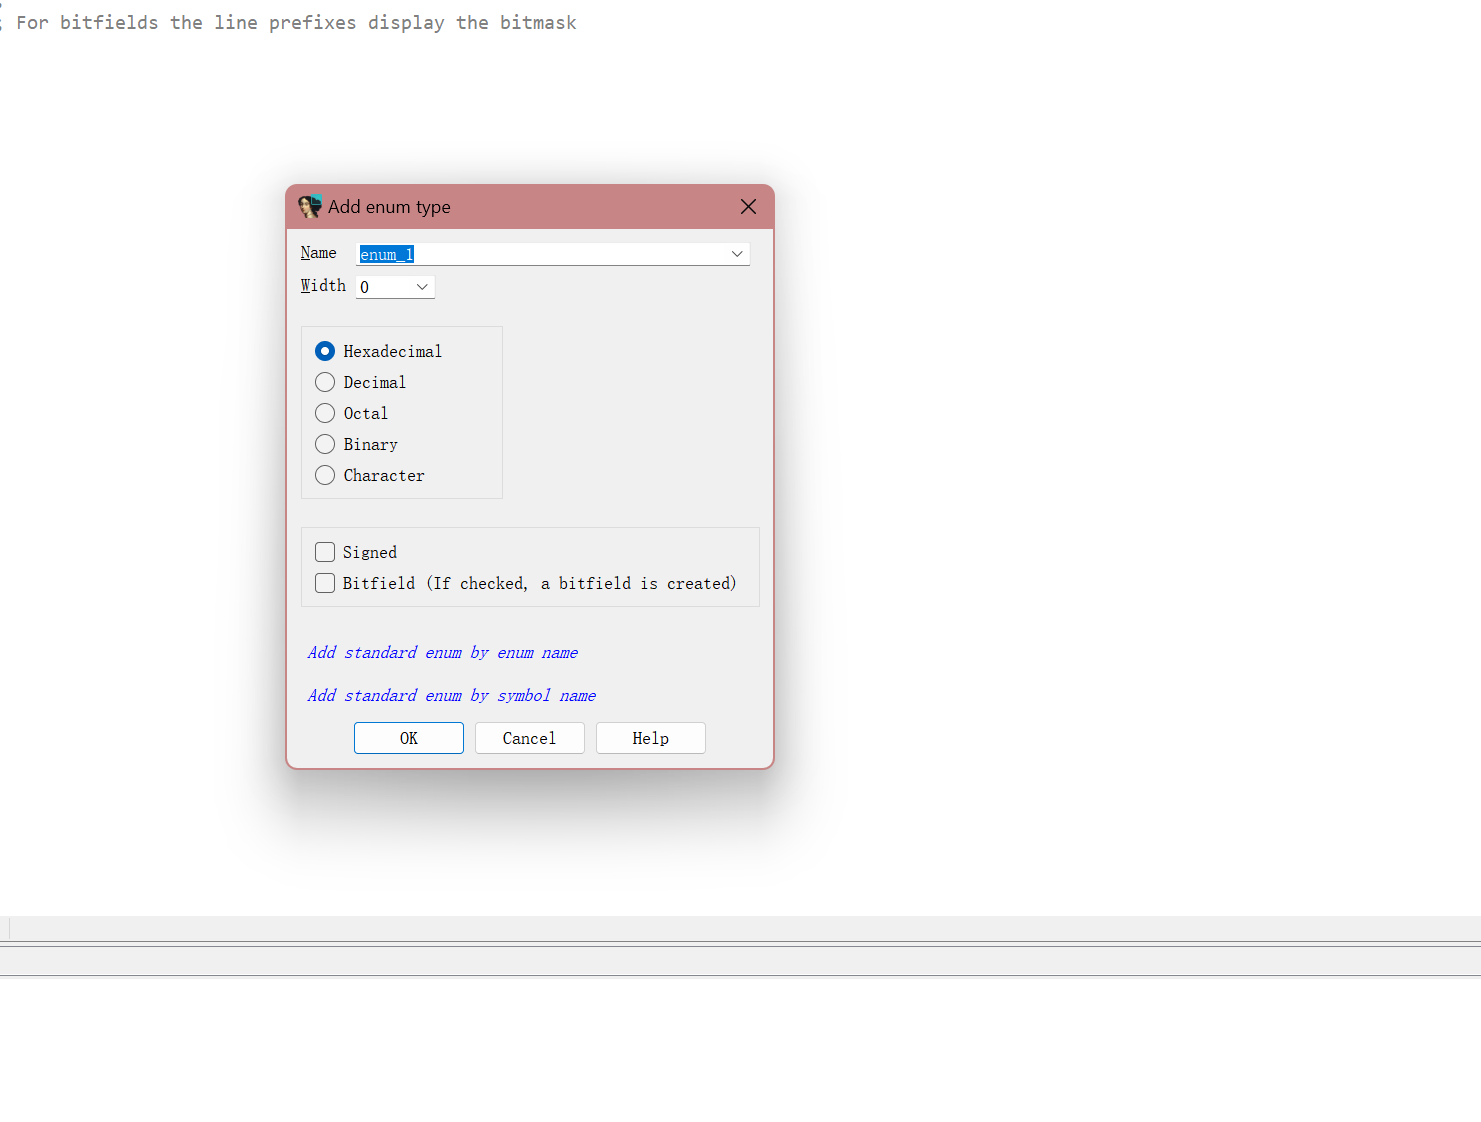 ; For bitfields the line prefixes display the bitmask
Add enum type
Name enum_1
Width 0
Hexadecimal
Decimal
Octal
Binary
Character
Signed
Bitfield (If checked, a bitfield is created)
Add standard enum by enum name
Add standard enum by symbol name
OK Cancel Help